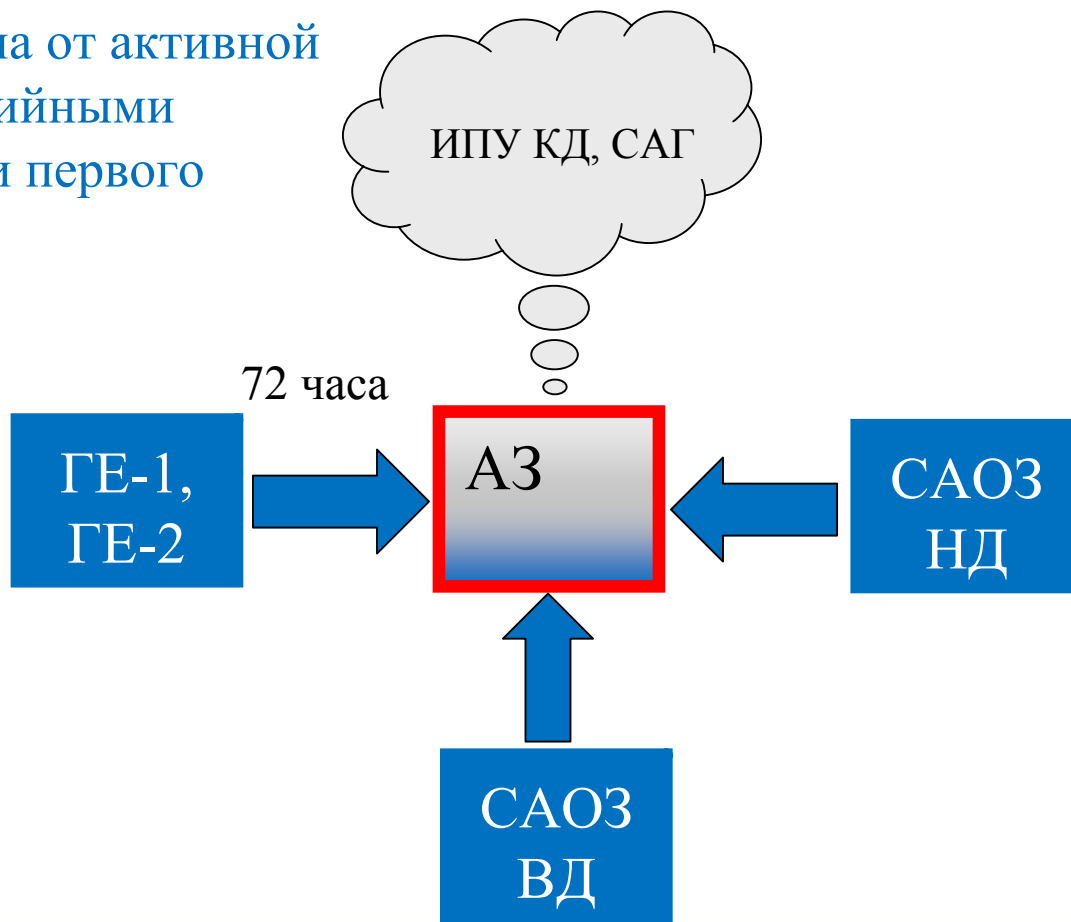 на от активной
ийными
и первого
ИПУ КД, САГ
72 часа
ГЕ-1,
ГЕ-2
АЗ
САОЗ
НД
САОЗ
ВД